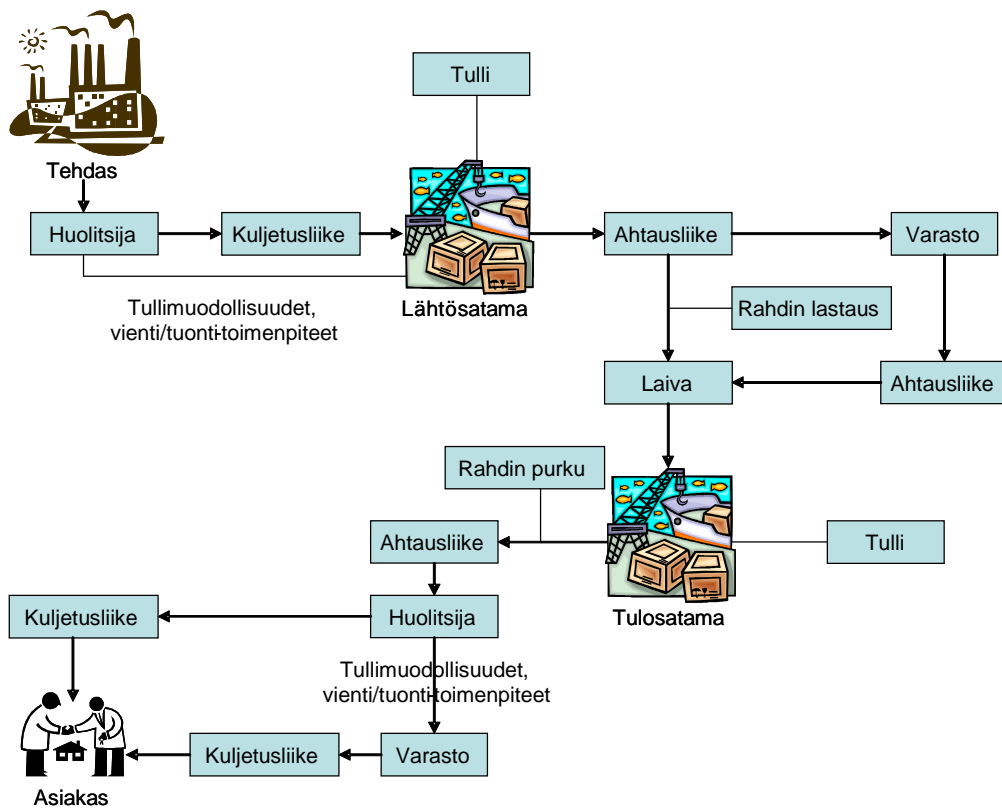 Tulli
Tehdas
Huolitsija
Kuljetusliike
Ahtausliike
Varasto
Tullimuodollisuudet,
vienti/tuonti-toimenpiteet
Lähtösatama
Rahdin lastaus
Laiva
Ahtausliike
Rahdin purku
Ahtausliike
Tulli
Kuljetusliike
Huolitsija
Tulosatama
Tullimuodollisuudet,
vienti/tuonti-toimenpiteet
Kuljetusliike
Varasto
Asiakas